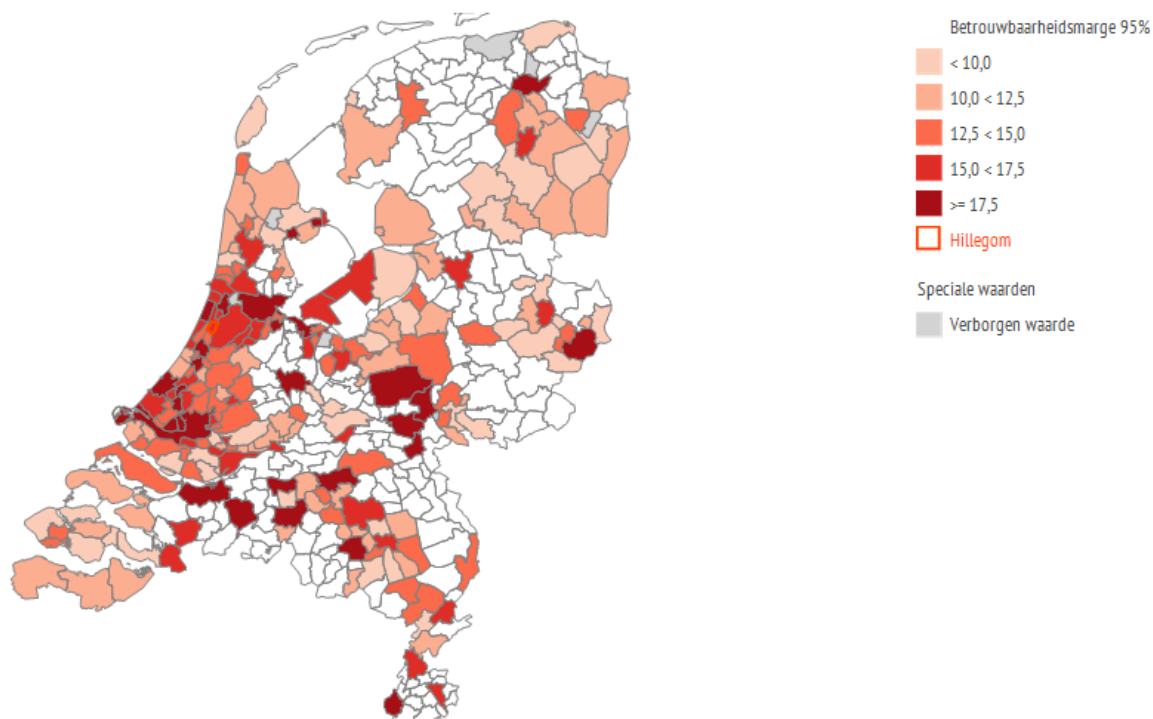 Betrouwbaarheidsmarge 95%
< 10,0
10,0 < 12,5
12,5 < 15,0
15,0 < 17,5
>= 17,5
Hillegom
Speciale waarden
Verborgen waarde